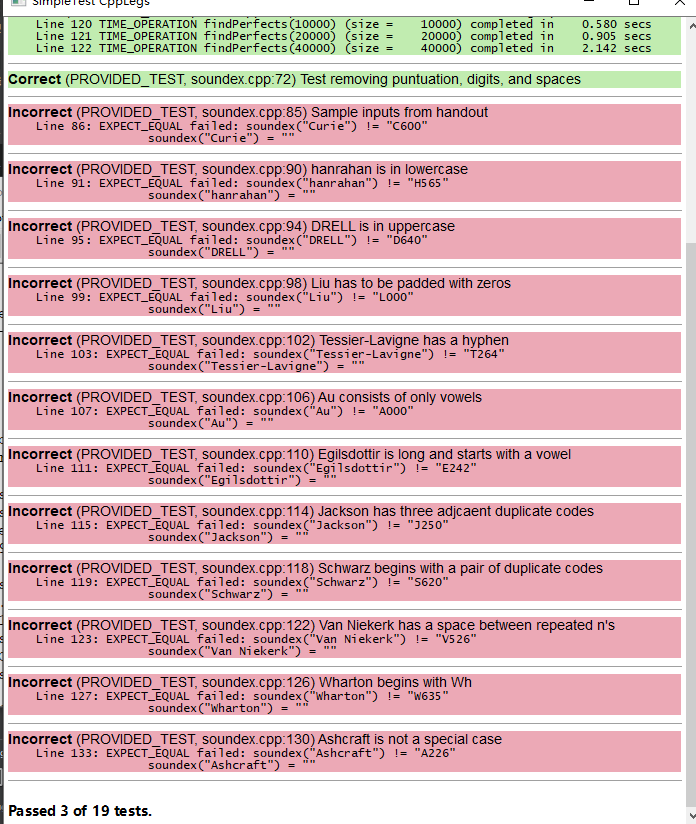 SimpleTest CppLegs
Line 120 TIME_OPERATION findPerfects(10000) (size =    10000) completed in    0.580 secs
Line 121 TIME_OPERATION findPerfects(20000) (size =    20000) completed in    0.905 secs
Line 122 TIME_OPERATION findPerfects(40000) (size =    40000) completed in    2.142 secs
Correct (PROVIDED_TEST, soundex.cpp:72) Test removing puntuation, digits, and spaces
Incorrect (PROVIDED_TEST, soundex.cpp:85) Sample inputs from handout
Line 86: EXPECT_EQUAL failed: soundex("Curie") != "C600"
soundex("Curie") = ""
Incorrect (PROVIDED_TEST, soundex.cpp:90) hanrahan is in lowercase
Line 91: EXPECT_EQUAL failed: soundex("hanrahan") != "H565"
soundex("hanrahan") = ""
Incorrect (PROVIDED_TEST, soundex.cpp:94) DRELL is in uppercase
Line 95: EXPECT_EQUAL failed: soundex("DRELL") != "D640"
soundex("DRELL") = ""
Incorrect (PROVIDED_TEST, soundex.cpp:98) Liu has to be padded with zeros
Line 99: EXPECT_EQUAL failed: soundex("Liu") != "L000"
soundex("Liu") = ""
Incorrect (PROVIDED_TEST, soundex.cpp:102) Tessier-Lavigne has a hyphen
Line 103: EXPECT_EQUAL failed: soundex("Tessier-Lavigne") != "T264"
soundex("Tessier-Lavigne") = ""
Incorrect (PROVIDED_TEST, soundex.cpp:106) Au consists of only vowels
Line 107: EXPECT_EQUAL failed: soundex("Au") != "A000"
soundex("Au") = ""
Incorrect (PROVIDED_TEST, soundex.cpp:110) Egilsdottir is long and starts with a vowel
Line 111: EXPECT_EQUAL failed: soundex("Egilsdottir") != "E242"
soundex("Egilsdottir") = ""
Incorrect (PROVIDED_TEST, soundex.cpp:114) Jackson has three adjcaent duplicate codes
Line 115: EXPECT_EQUAL failed: soundex("Jackson") != "J250"
soundex("Jackson") = ""
Incorrect (PROVIDED_TEST, soundex.cpp:118) Schwarz begins with a pair of duplicate codes
Line 119: EXPECT_EQUAL failed: soundex("Schwarz") != "S620"
soundex("Schwarz") = ""
Incorrect (PROVIDED_TEST, soundex.cpp:122) Van Niekerk has a space between repeated n's
Line 123: EXPECT_EQUAL failed: soundex("Van Niekerk") != "V526"
soundex("Van Niekerk") = ""
Incorrect (PROVIDED_TEST, soundex.cpp:126) Wharton begins with Wh
Line 127: EXPECT_EQUAL failed: soundex("Wharton") != "W635"
soundex("Wharton") = ""
Incorrect (PROVIDED_TEST, soundex.cpp:130) Ashcraft is not a special case
Line 133: EXPECT_EQUAL failed: soundex("Ashcraft") != "A226"
soundex("Ashcraft") = ""
Passed 3 of 19 tests.